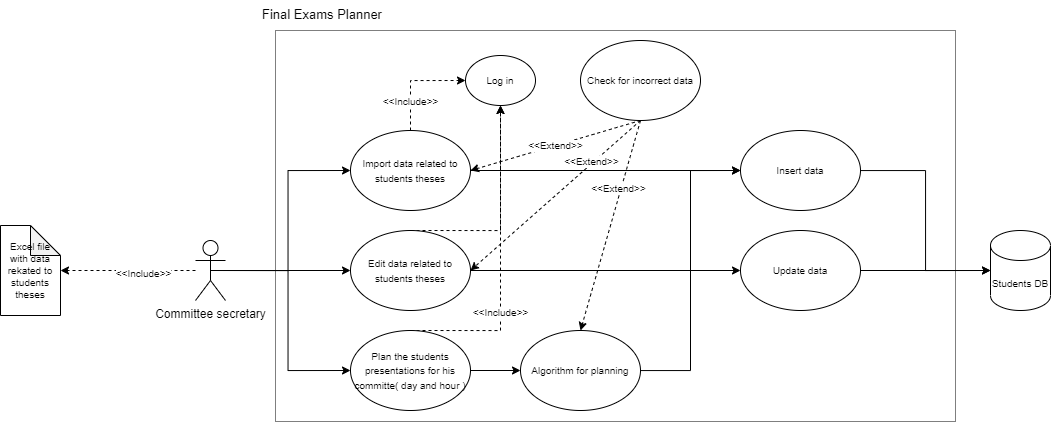 Final Exams Planner
Log in
Check for incorrect data
<<Include>>
<<Extend>>
<<Extend>>
<<Extend>>
Import data related to
students theses
Insert data
Excel file
with data
rekated to
students
theses
<<Include>>
Committee secretary
Edit data related to
students theses
Update data
Students DB
<<Include>>
Plan the students
presentations for his
committe( day and hour )
Algorithm for planning